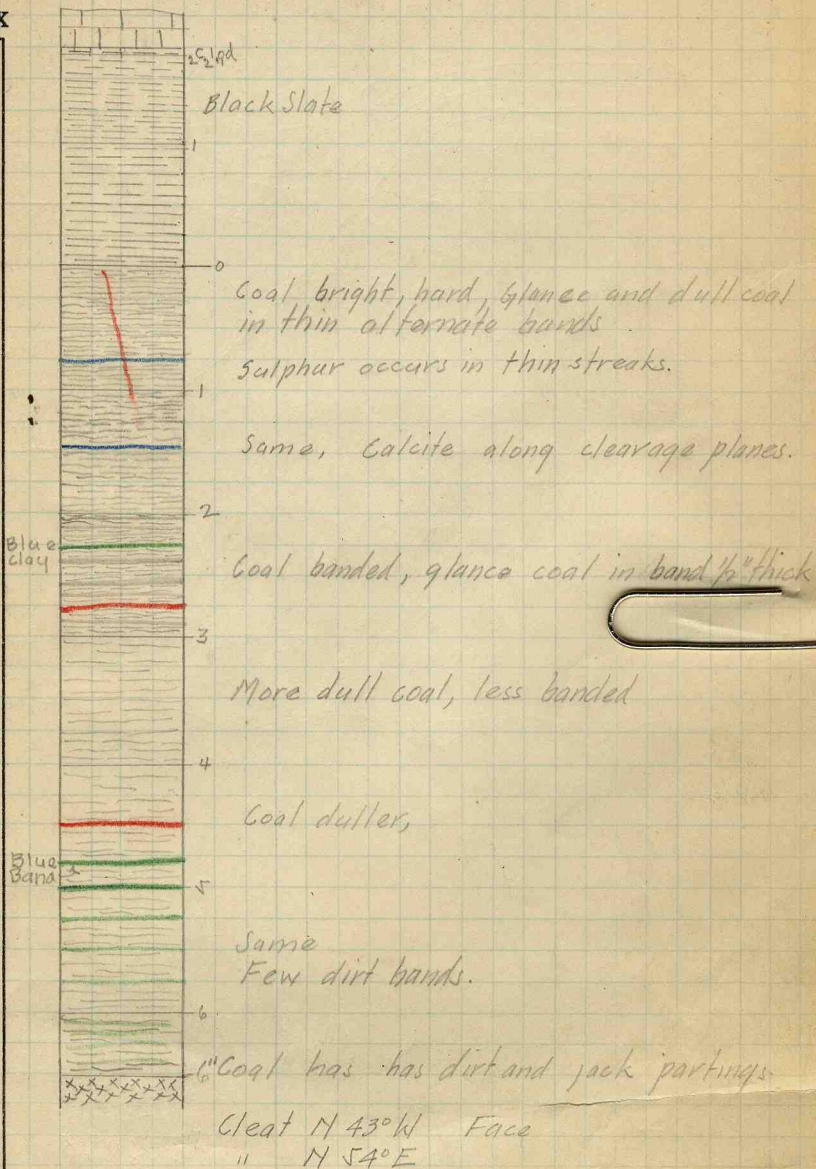 x
Black Slate
1
0
Coal bright, hard, Glance and dull coal
in thin alternate bands
Sulphur occurs in thin streaks.
1
Same, Calcite along cleavage planes.
2
Blue
clay
Coal banded, glance coal in band 1/2" thick
3
More dull coal, less banded
4
Coal duller,
Blue
Band
5
Same
Few dirt bands.
6
6" Coal has has dirt and jack partings
Cleat N 43° W Face
" N 54° E